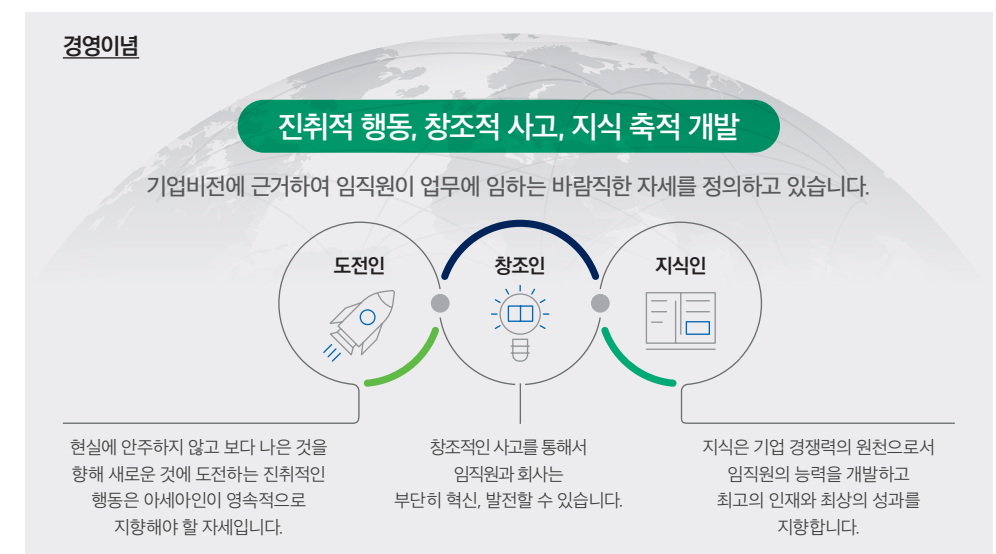 경영이념
진취적 행동, 창조적 사고, 지식 축적 개발
기업비전에 근거하여 임직원이 업무에 임하는 바람직한 자세를 정의하고 있습니다.
도전인
창조인
지식인
현실에 안주하지 않고 보다 나은 것을
향해 새로운 것에 도전하는 진취적인
행동은 아세아인이 영속적으로
지향해야 할 자세입니다.
창조적인 사고를 통해서
임직원과 회사는
부단히 혁신, 발전할 수 있습니다.
지식은 기업 경쟁력의 원천으로서
임직원의 능력을 개발하고
최고의 인재와 최상의 성과를
지향합니다.